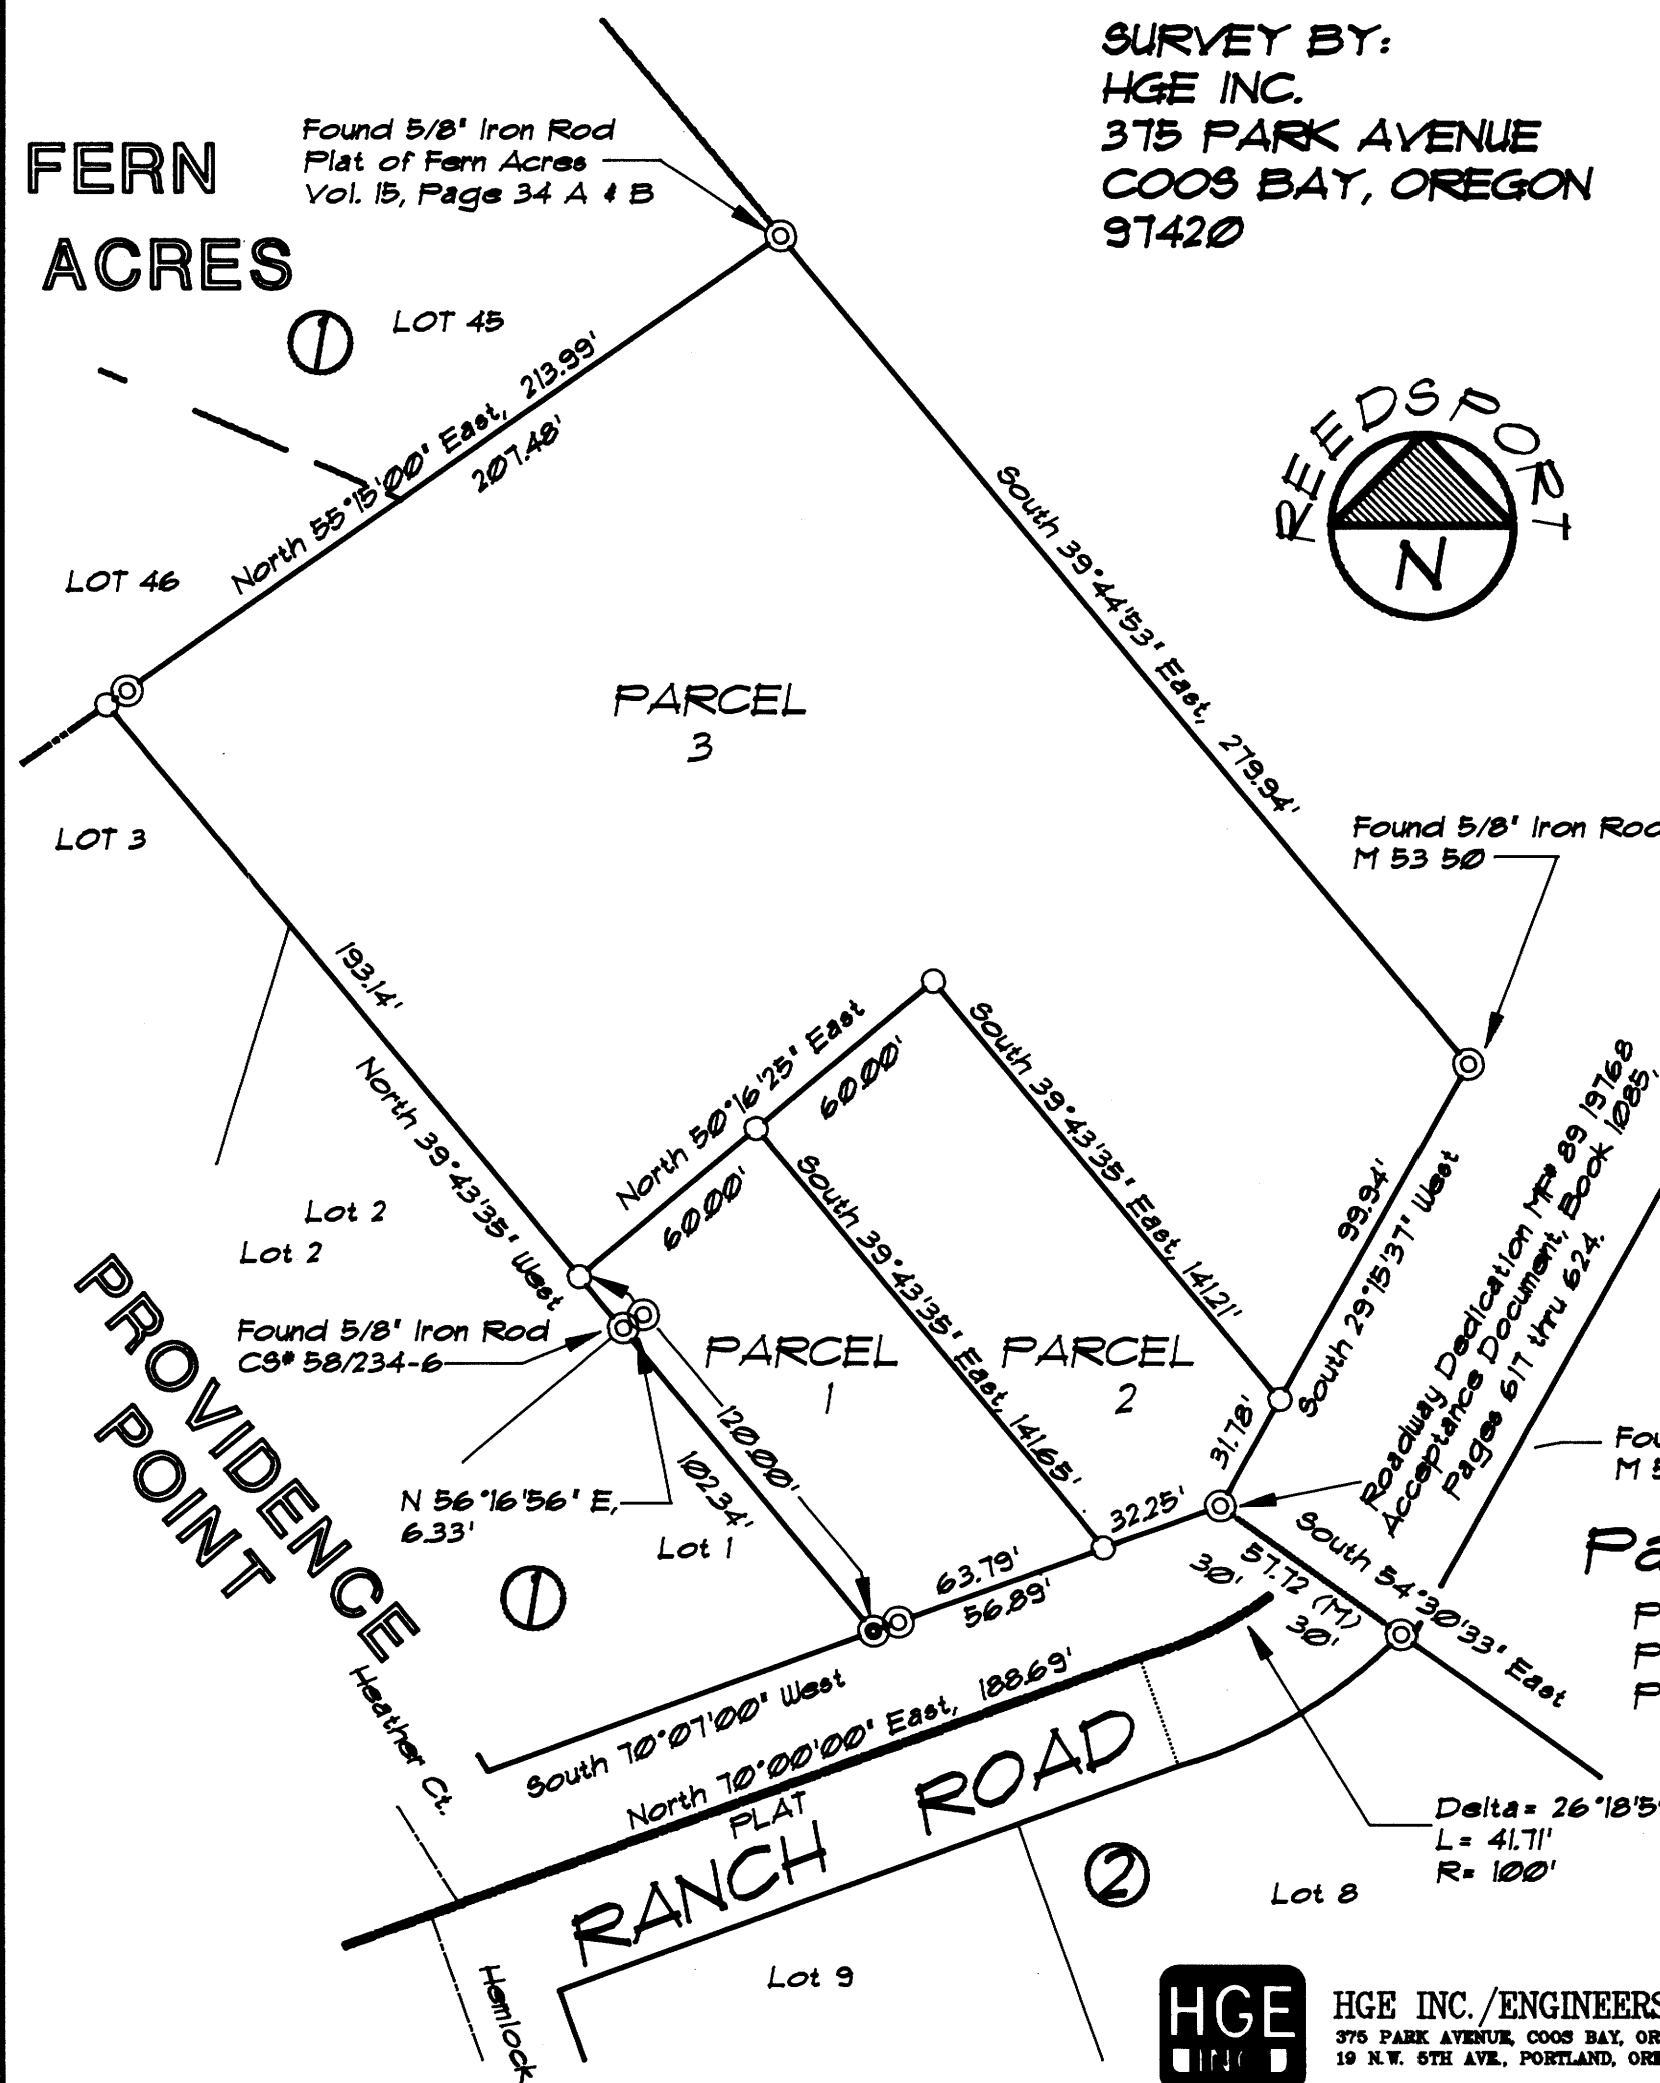 SURVEY BY:
HGE INC.
375 PARK AVENUE
COOS BAY, OREGON
97420
FERN
ACRES
Found 5/8" Iron Rod
Plat of Fern Acres
Vol. 15, Page 34 A & B
1
LOT 45
North 55°15'00" East, 213.99'
207.48'
LOT 46
REEDSPORT
N
South 39°44'53" East, 279.94'
PARCEL
3
LOT 3
Found 5/8" Iron Rod
M 53 50
193.14'
North 39°43'35" West
North 50°16'25" East
60.00'
60.00'
South 39°43'35" East, 141.21'
South 39°43'35" East, 141.65'
99.94'
South 29°15'37" West
Roadway Dedication MF# 89 19768
Acceptance Document, Book 1085,
Pages 617 thru 624.
Lot 2
Lot 2
PROVIDENCE
POINT
Found 5/8" Iron Rod
CS# 58/234-6
PARCEL
1
PARCEL
2
120.00'
102.34'
31.78'
N 56°16'56" E,
6.33'
Lot 1
1
32.25'
63.79'
56.89'
30'
57.72 (M)
30'
South 54°30'33" East
Fou
M 5
Pa
P
P
P
Heather Ct.
South 70°07'00" West
North 70°00'00" East, 188.69'
PLAT
RANCH ROAD
Delta= 26°18'5
L= 41.71'
R= 100'
2
Lot 8
Lot 9
Hemlock
HGE
INC
HGE INC./ENGINEERS
375 PARK AVENUE, COOS BAY, OR
19 N.W. 5TH AVE., PORTLAND, ORE